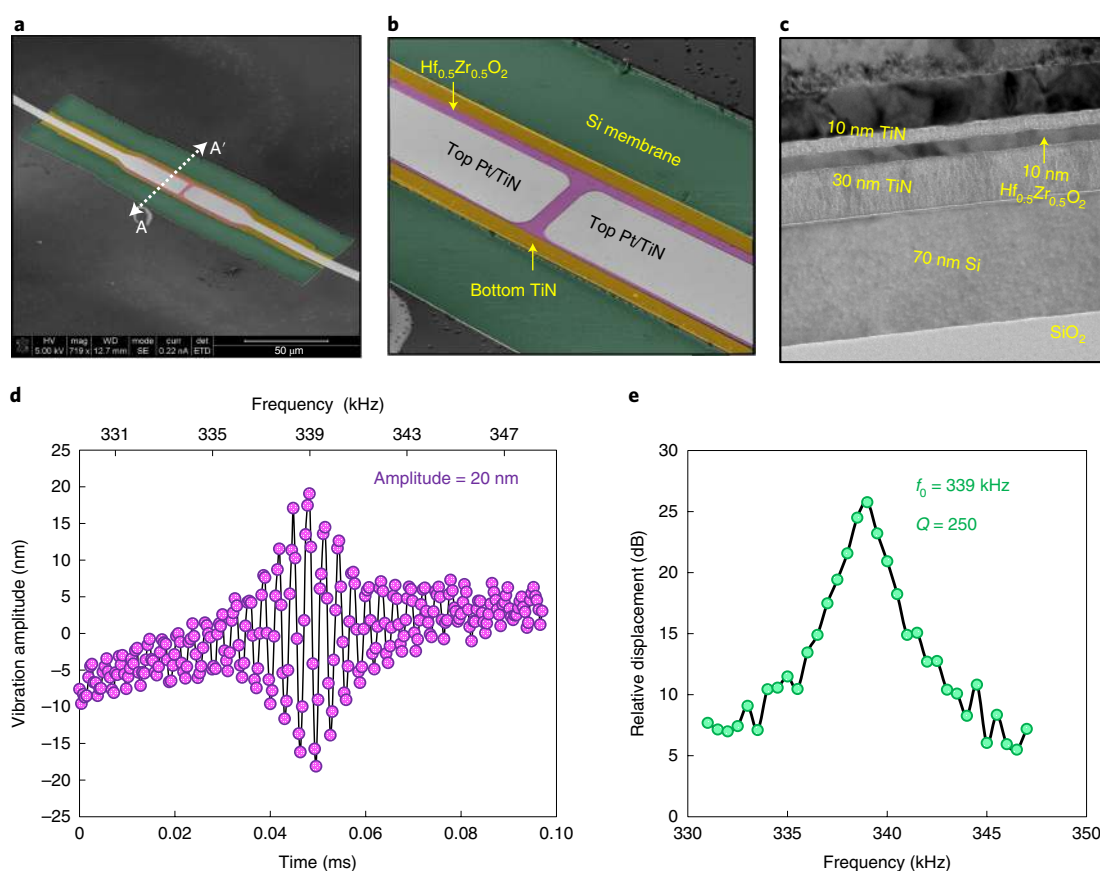 a
A′
A
HV
mag
WD
mode
curr
det
5.00 kV
719 x
12.7 mm
SE
0.22 nA
ETD
50 µm
b
Hf0.5Zr0.5O2
Si membrane
Top Pt/TiN
Top Pt/TiN
Bottom TiN
c
10 nm TiN
10 nm
Hf0.5Zr0.5O2
30 nm TiN
70 nm Si
SiO2
d
Frequency (kHz)
331 335 339 343 347
Amplitude = 20 nm
Vibration amplitude (nm)
25
20
15
10
5
0
–5
–10
–15
–20
–25
0 0.02 0.04 0.06 0.08 0.10
Time (ms)
e
f0 = 339 kHz
Q = 250
Relative displacement (dB)
30
25
20
15
10
5
0
330 335 340 345 350
Frequency (kHz)